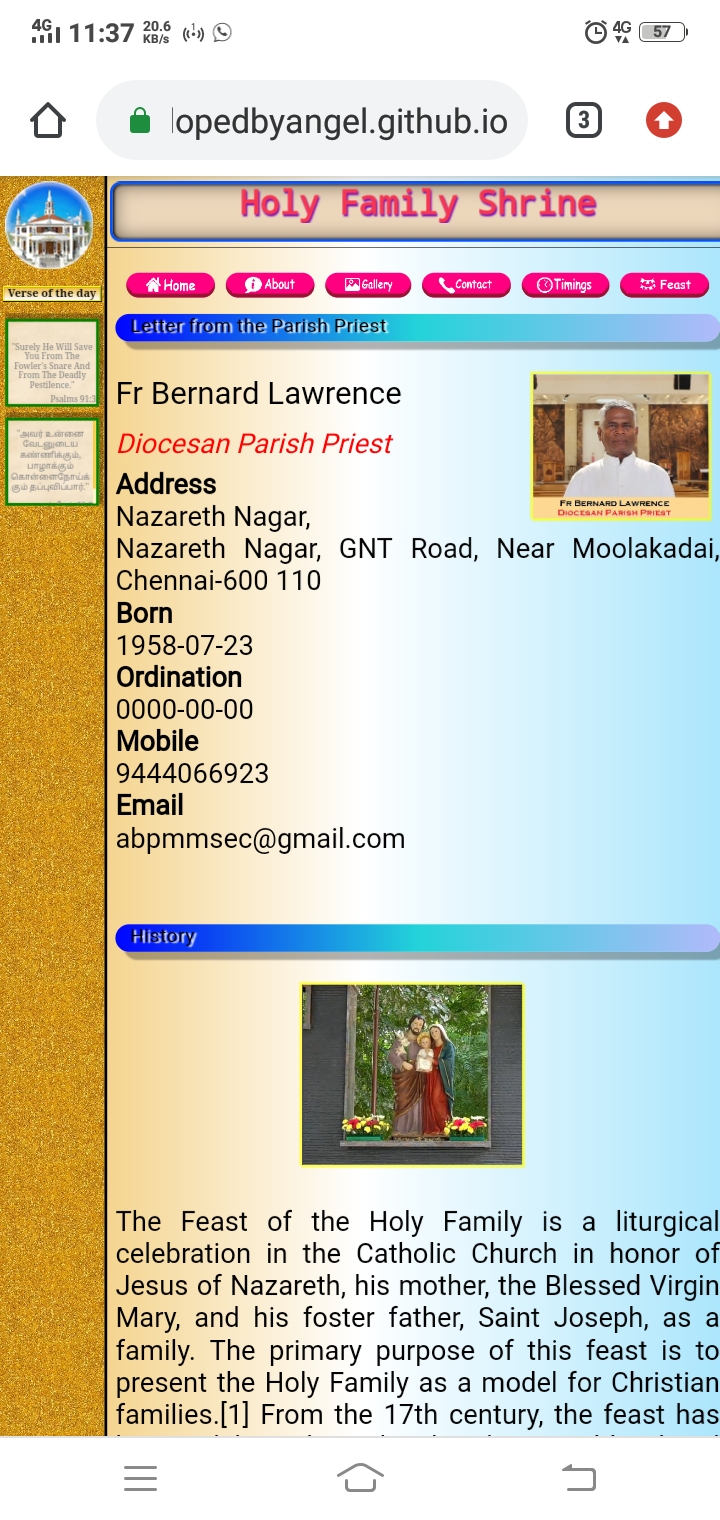 4G 11:37 20.6 KB/s 4G 57
lopedbyangel.github.io 3
Holy Family Shrine
Home About Gallery Contact Timings Feast
Verse of the day
"Surely He Will Save
You From The
Fowler's Snare And
From The Deadly
Pestilence."
Psalms 91:3
"அவர் உன்னை
வேடனுடைய
கண்ணிக்கும்,
பாழாக்கும்
கொள்ளைநோய்க்
கும் தப்புவிப்பார்."
Letter from the Parish Priest
Fr Bernard Lawrence
Diocesan Parish Priest
Fr Bernard Lawrence
Diocesan Parish Priest
Address
Nazareth Nagar,
Nazareth Nagar, GNT Road, Near Moolakadai,
Chennai-600 110
Born
1958-07-23
Ordination
0000-00-00
Mobile
9444066923
Email
abpmmsec@gmail.com
History
The Feast of the Holy Family is a liturgical
celebration in the Catholic Church in honor of
Jesus of Nazareth, his mother, the Blessed Virgin
Mary, and his foster father, Saint Joseph, as a
family. The primary purpose of this feast is to
present the Holy Family as a model for Christian
families.[1] From the 17th century, the feast has